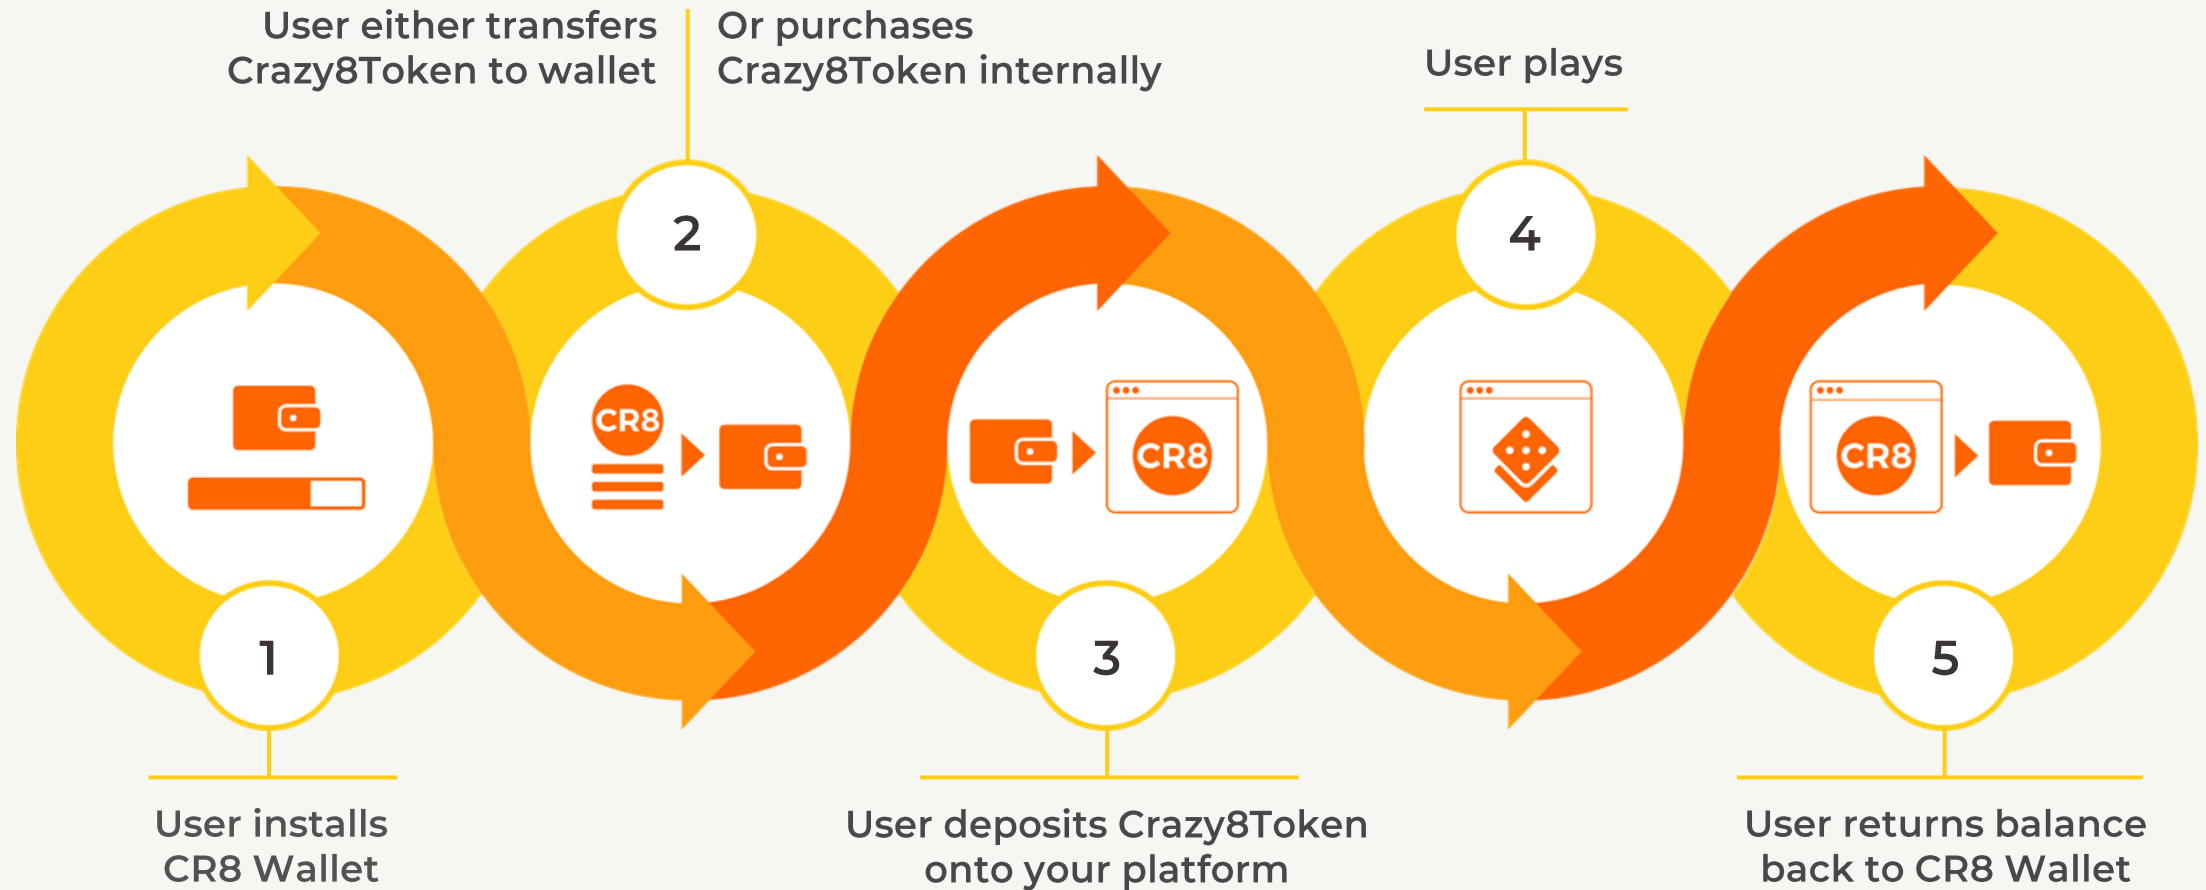 User either transfers
Crazy8Token to wallet
Or purchases
Crazy8Token internally
User plays
2
4
CR8
CR8
CR8
1
3
5
User installs
CR8 Wallet
User deposits Crazy8Token
onto your platform
User returns balance
back to CR8 Wallet